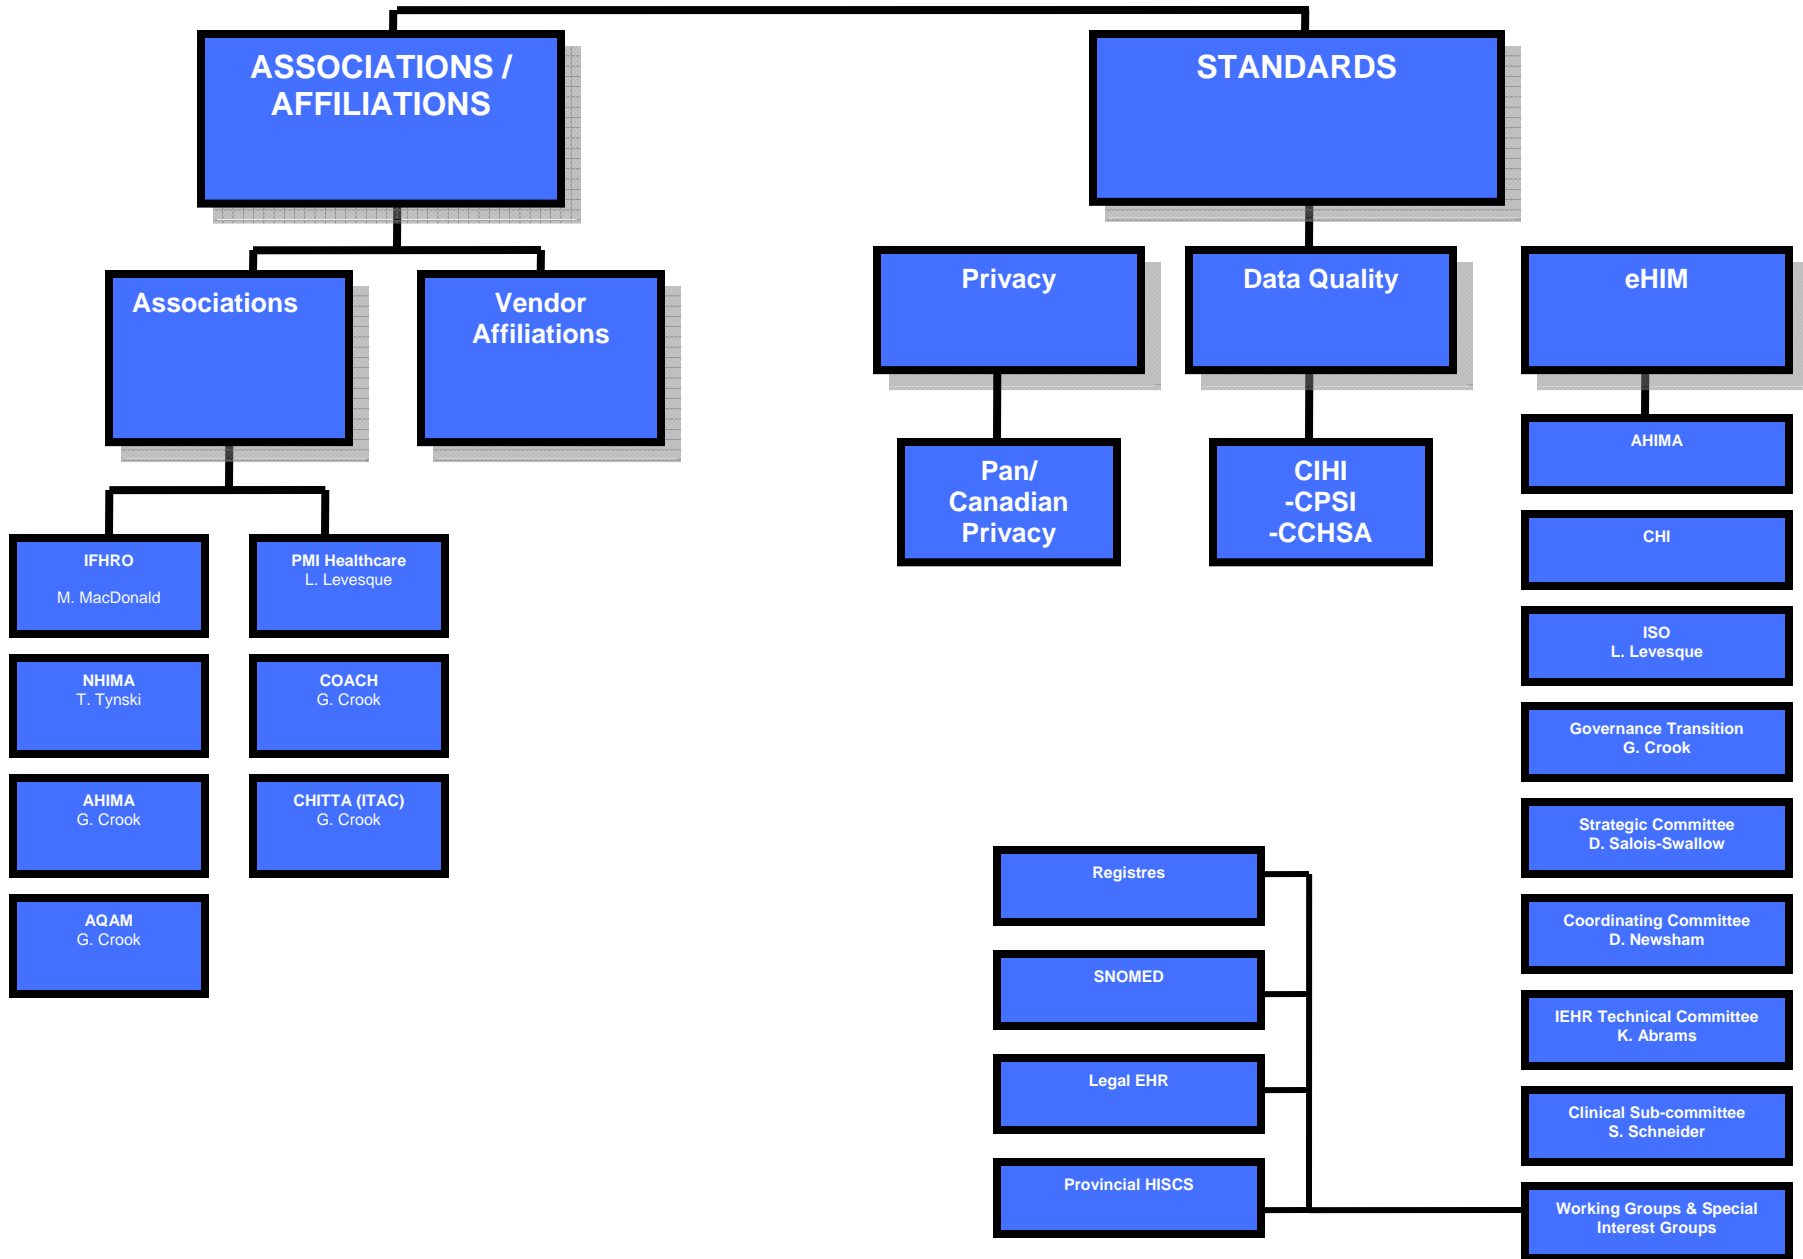 ASSOCIATIONS /
AFFILIATIONS
STANDARDS
Associations
Vendor
Affiliations
Privacy
Data Quality
eHIM
Pan/
Canadian
Privacy
CIHI
-CPSI
-CCHSA
IFHRO
M. MacDonald
PMI Healthcare
L. Levesque
NHIMA
T. Tynski
COACH
G. Crook
AHIMA
G. Crook
CHITTA (ITAC)
G. Crook
AQAM
G. Crook
AHIMA
CHI
ISO
L. Levesque
Governance Transition
G. Crook
Strategic Committee
D. Salois-Swallow
Coordinating Committee
D. Newsham
IEHR Technical Committee
K. Abrams
Clinical Sub-committee
S. Schneider
Working Groups & Special
Interest Groups
Registres
SNOMED
Legal EHR
Provincial HISCS